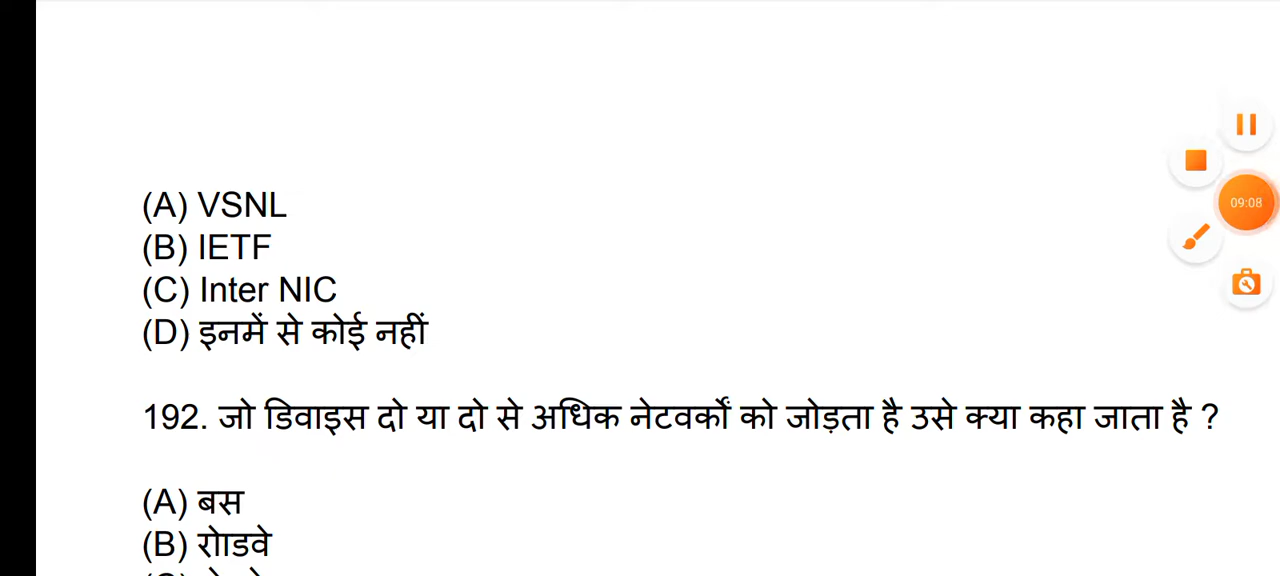 (A) VSNL
(B) IETF
(C) Inter NIC
(D) इनमें से कोई नहीं
192. जो डिवाइस दो या दो से अधिक नेटवर्कों को जोड़ता है उसे क्या कहा जाता है ?
(A) बस
(B) रोाडवे
09:08